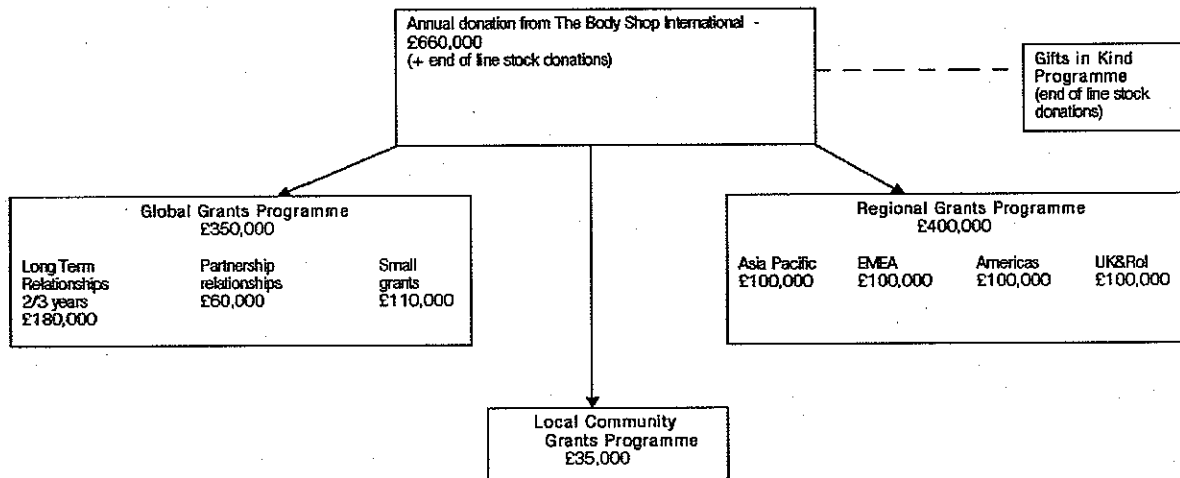 Annual donation from The Body Shop International -
£660,000
(+ end of line stock donations)
Gifts in Kind
Programme
(end of line stock
donations)
Global Grants Programme
£350,000
Long Term
Relationships
2/3 years
£180,000
Partnership
relationships
£60,000
Small
grants
£110,000
Regional Grants Programme
£400,000
Asia Pacific
£100,000
EMEA
£100,000
Americas
£100,000
UK&RoI
£100,000
Local Community
Grants Programme
£35,000